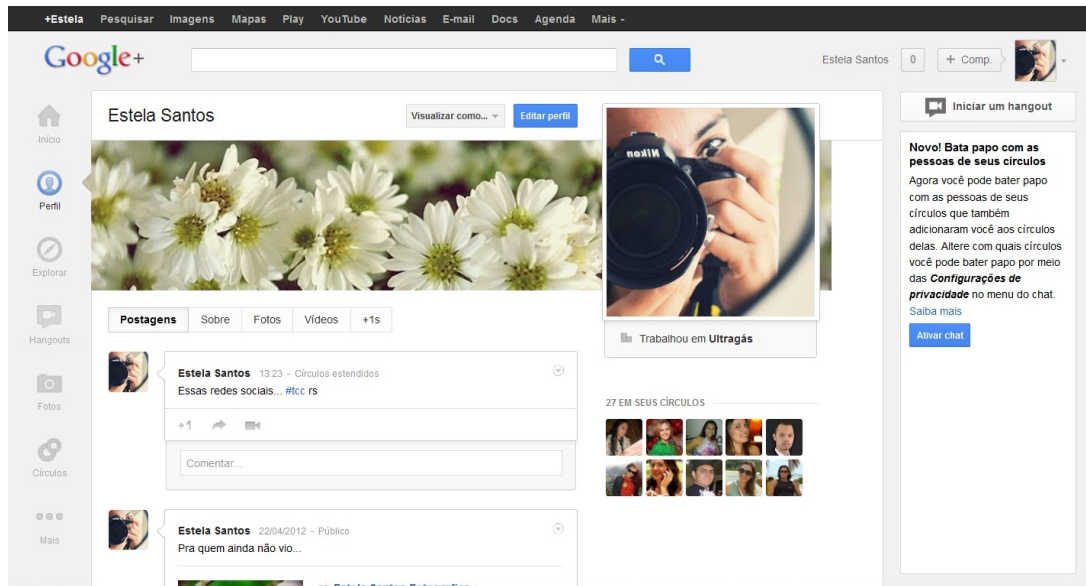 +Estela Pesquisar Imagens Mapas Play YouTube Notícias E-mail Docs Agenda Mais
Google+
Estela Santos 0 + Comp.
Início
Perfil
Explorar
Hangouts
Fotos
Círculos
Mais
Estela Santos Visualizar como... Editar perfil
Nikon
Trabalhou em Ultragás
Postagens Sobre Fotos Vídeos +1s
Estela Santos 13:23 - Círculos estendidos
Essas redes sociais... #tcc rs
+1
Comentar...
Estela Santos 22/04/2012 - Público
Pra quem ainda não vio...
Estela Santos Fotografias
27 EM SEUS CÍRCULOS
Iniciar um hangout
Novo! Bata papo com as
pessoas de seus círculos
Agora você pode bater papo
com as pessoas de seus
círculos que também
adicionaram você aos círculos
delas. Altere com quais círculos
você pode bater papo por meio
das Configurações de
privacidade no menu do chat.
Saiba mais
Ativar chat